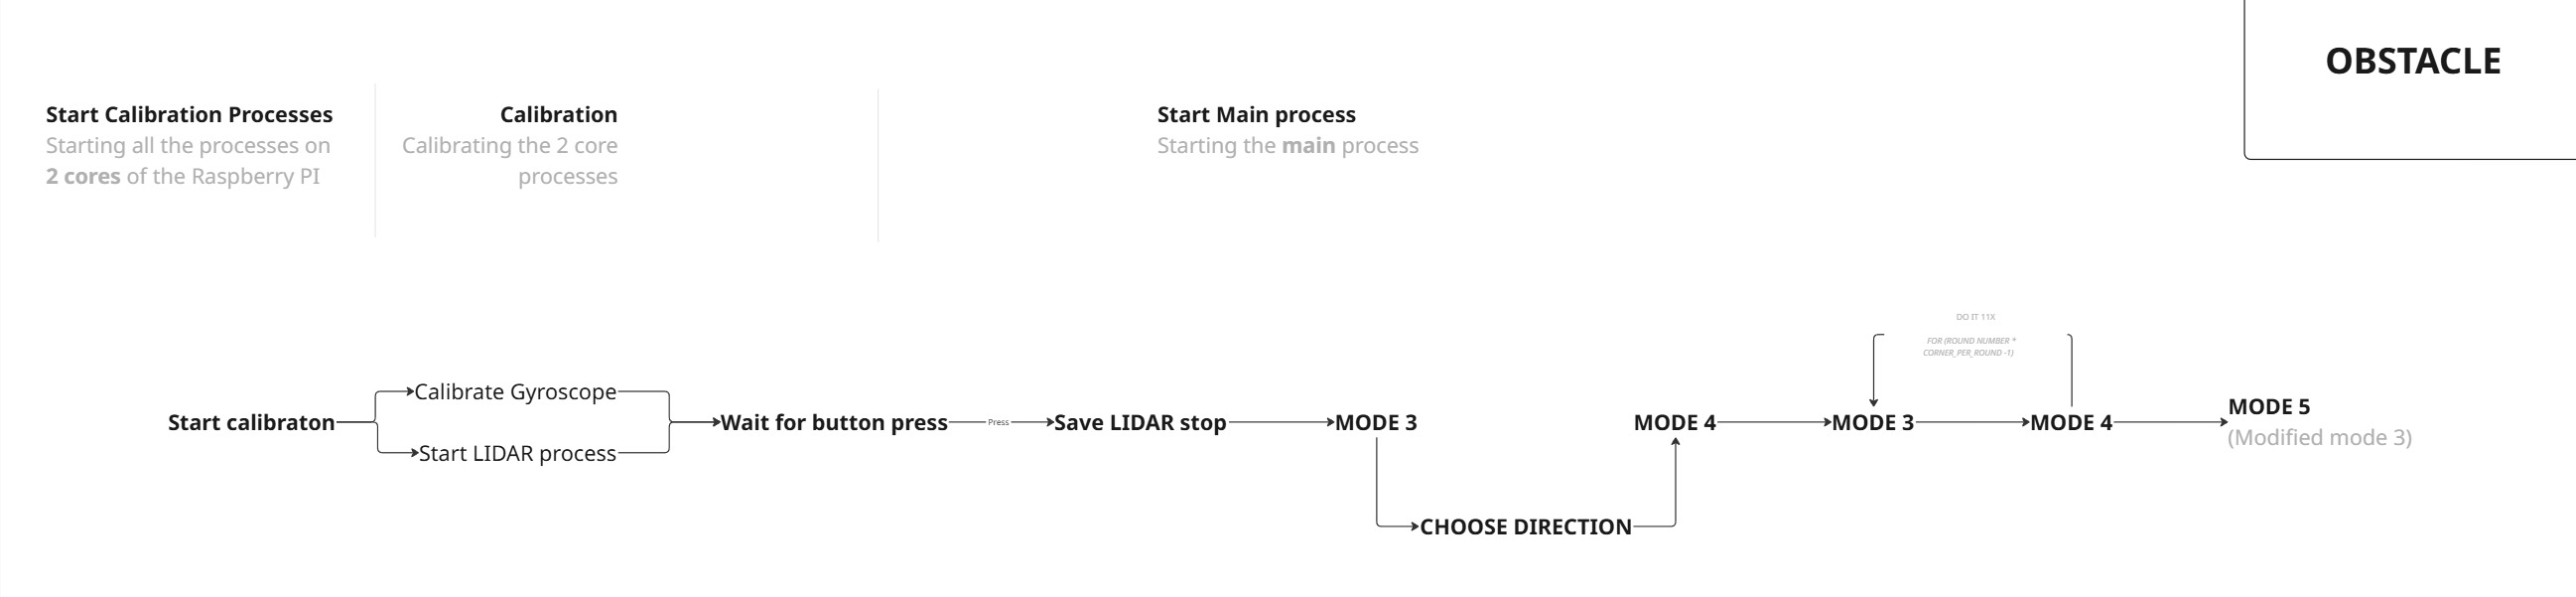 OBSTACLE
Start Calibration Processes
Starting all the processes on
2 cores of the Raspberry PI
Calibration
Calibrating the 2 core
processes
Start Main process
Starting the main process
DO IT 11X
FOR (ROUND NUMBER *
CORNER_PER_ROUND -1)
Start calibraton
Calibrate Gyroscope
Start LIDAR process
Wait for button press
Press
Save LIDAR stop
MODE 3
CHOOSE DIRECTION
MODE 4
MODE 3
MODE 4
MODE 5
(Modified mode 3)